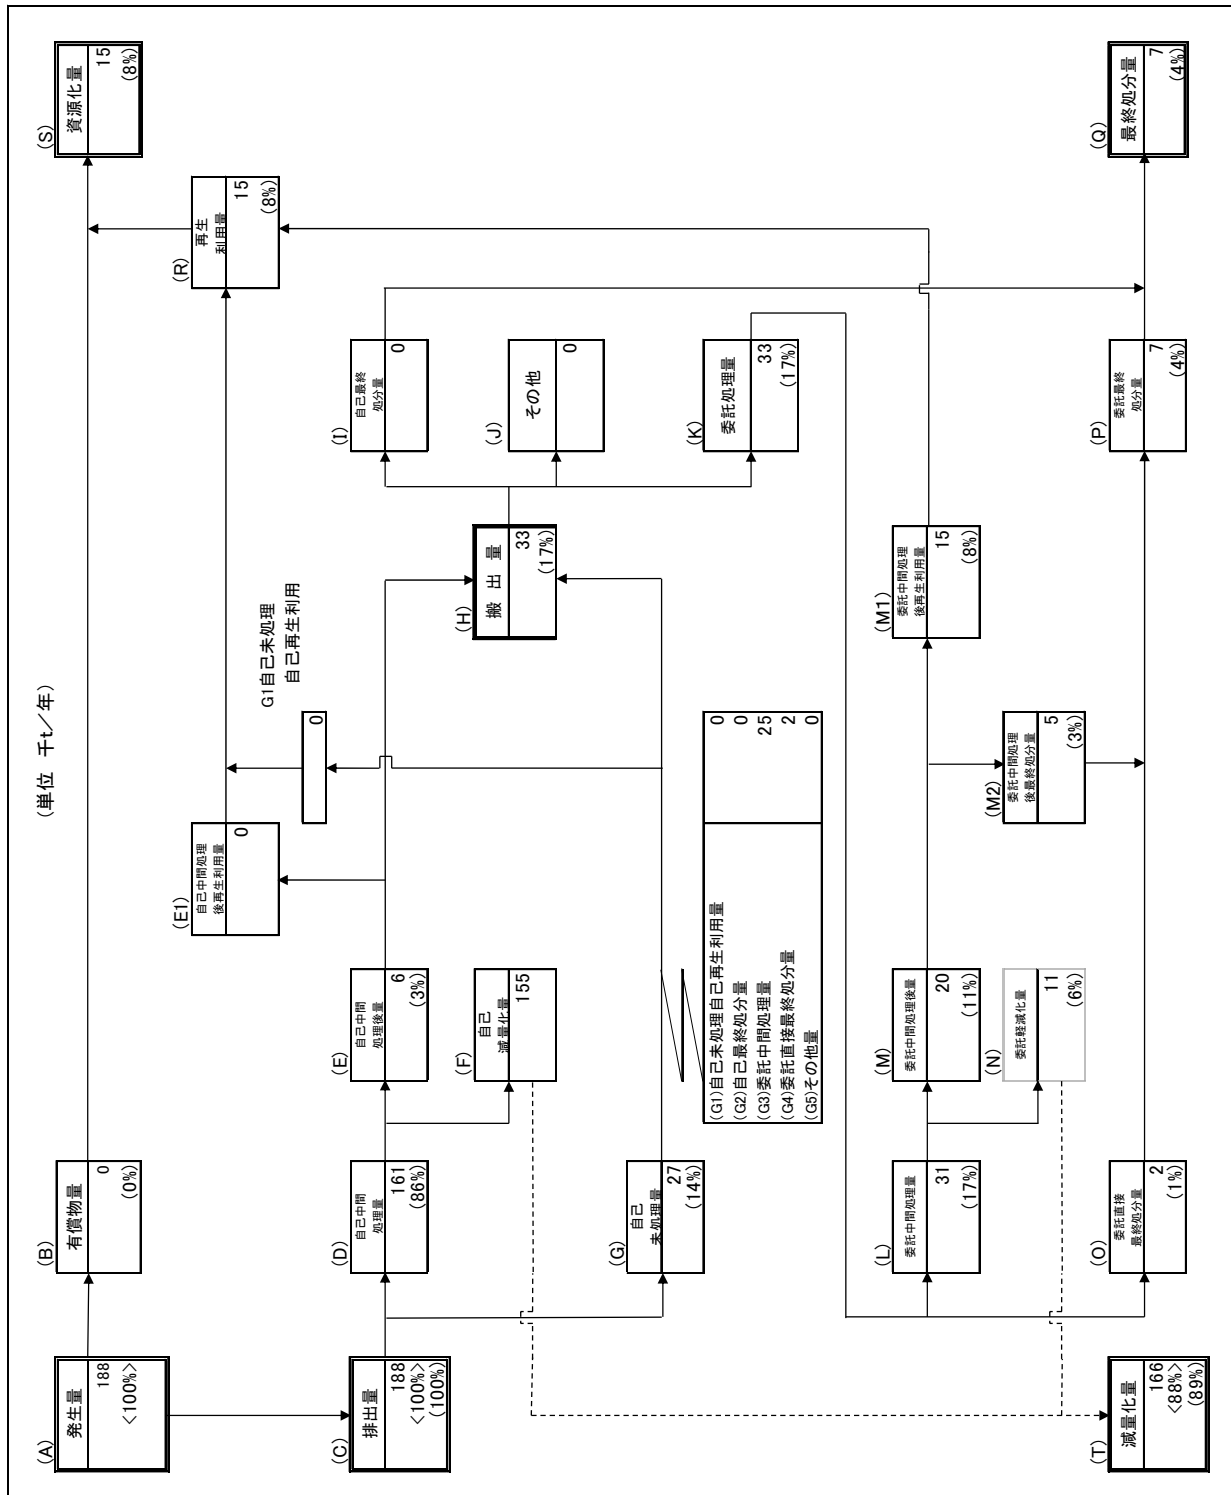 (単位 千t／年)
(A)
発生量
188
<100%>
(B)
有償物量
0
(0%)
(S)
資源化量
15
(8%)
(R)
再生
利用量
15
(8%)
(E1)
自己中間処理
後再生利用量
0
G1自己未処理
自己再生利用
0
(C)
排出量
188
<100%>
(100%)
(D)
自己中間
処理量
161
(86%)
(E)
自己中間
処理後量
6
(3%)
(F)
自己
減量化量
155
(G)
自己
未処理量
27
(14%)
(G1)自己未処理自己再生利用量 0
(G2)自己最終処分量 0
(G3)委託中間処理量 25
(G4)委託直接最終処分量 2
(G5)その他量 0
(H)
搬出量
33
(17%)
(I)
自己最終
処分量
0
(J)
その他
0
(K)
委託処理量
33
(17%)
(L)
委託中間処理量
31
(17%)
(M)
委託中間処理後量
20
(11%)
(N)
委託軽減化量
11
(6%)
(M1)
委託中間処理
後再生利用量
15
(8%)
(M2)
委託中間処理
後最終処分量
5
(3%)
(O)
委託直接
最終処分量
2
(1%)
(P)
委託最終
処分量
7
(4%)
(Q)
最終処分量
7
(4%)
(T)
減量化量
166
<88%>
(89%)